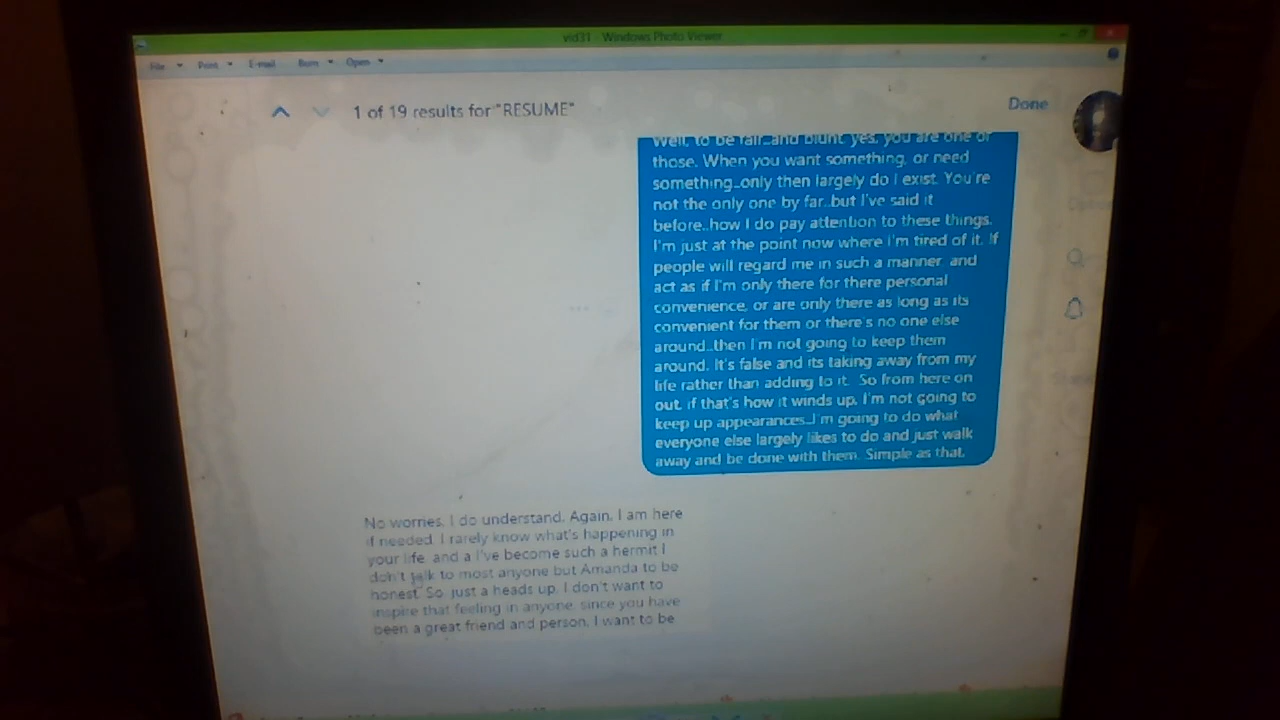 vid31 - Windows Photo Viewer
File Print E-mail Burn Open
1 of 19 results for "RESUME"
Done
Well, to be fair..and blunt, yes, you are one of
those. When you want something, or need
something..only then largely do I exist. You're
not the only one by far..but I've said it
before..how I do pay attention to these things.
I'm just at the point now where I'm tired of it. If
people will regard me in such a manner, and
act as if I'm only there for there personal
convenience, or are only there as long as its
convenient for them or there's no one else
around..then I'm not going to keep them
around. It's false and its taking away from my
life rather than adding to it. So from here on
out, if that's how it winds up, I'm not going to
keep up appearances..I'm going to do what
everyone else largely likes to do and just walk
away and be done with them. Simple as that.
No worries, I do understand. Again, I am here
if needed. I rarely know what's happening in
your life, and a I've become such a hermit I
don't talk to most anyone but Amanda to be
honest. So, just a heads up, I don't want to
inspire that feeling in anyone, since you have
been a great friend and person. I want to be